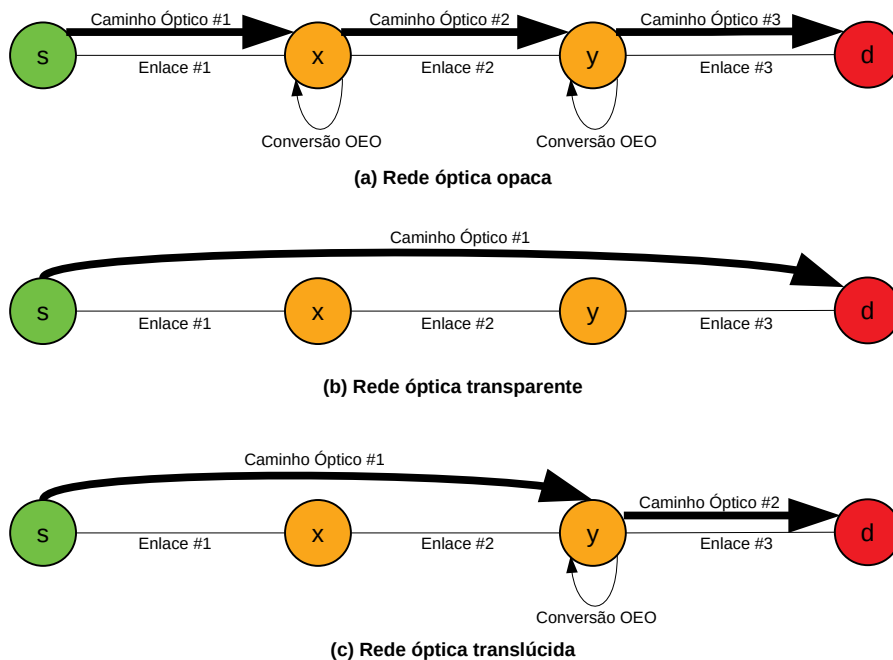 Caminho Óptico #1
Caminho Óptico #2
Caminho Óptico #3
s
x
y
d
Enlace #1
Enlace #2
Enlace #3
Conversão OEO
Conversão OEO
(a) Rede óptica opaca
Caminho Óptico #1
s
x
y
d
Enlace #1
Enlace #2
Enlace #3
(b) Rede óptica transparente
Caminho Óptico #1
Caminho Óptico #2
s
x
y
d
Enlace #1
Enlace #2
Enlace #3
Conversão OEO
(c) Rede óptica translúcida